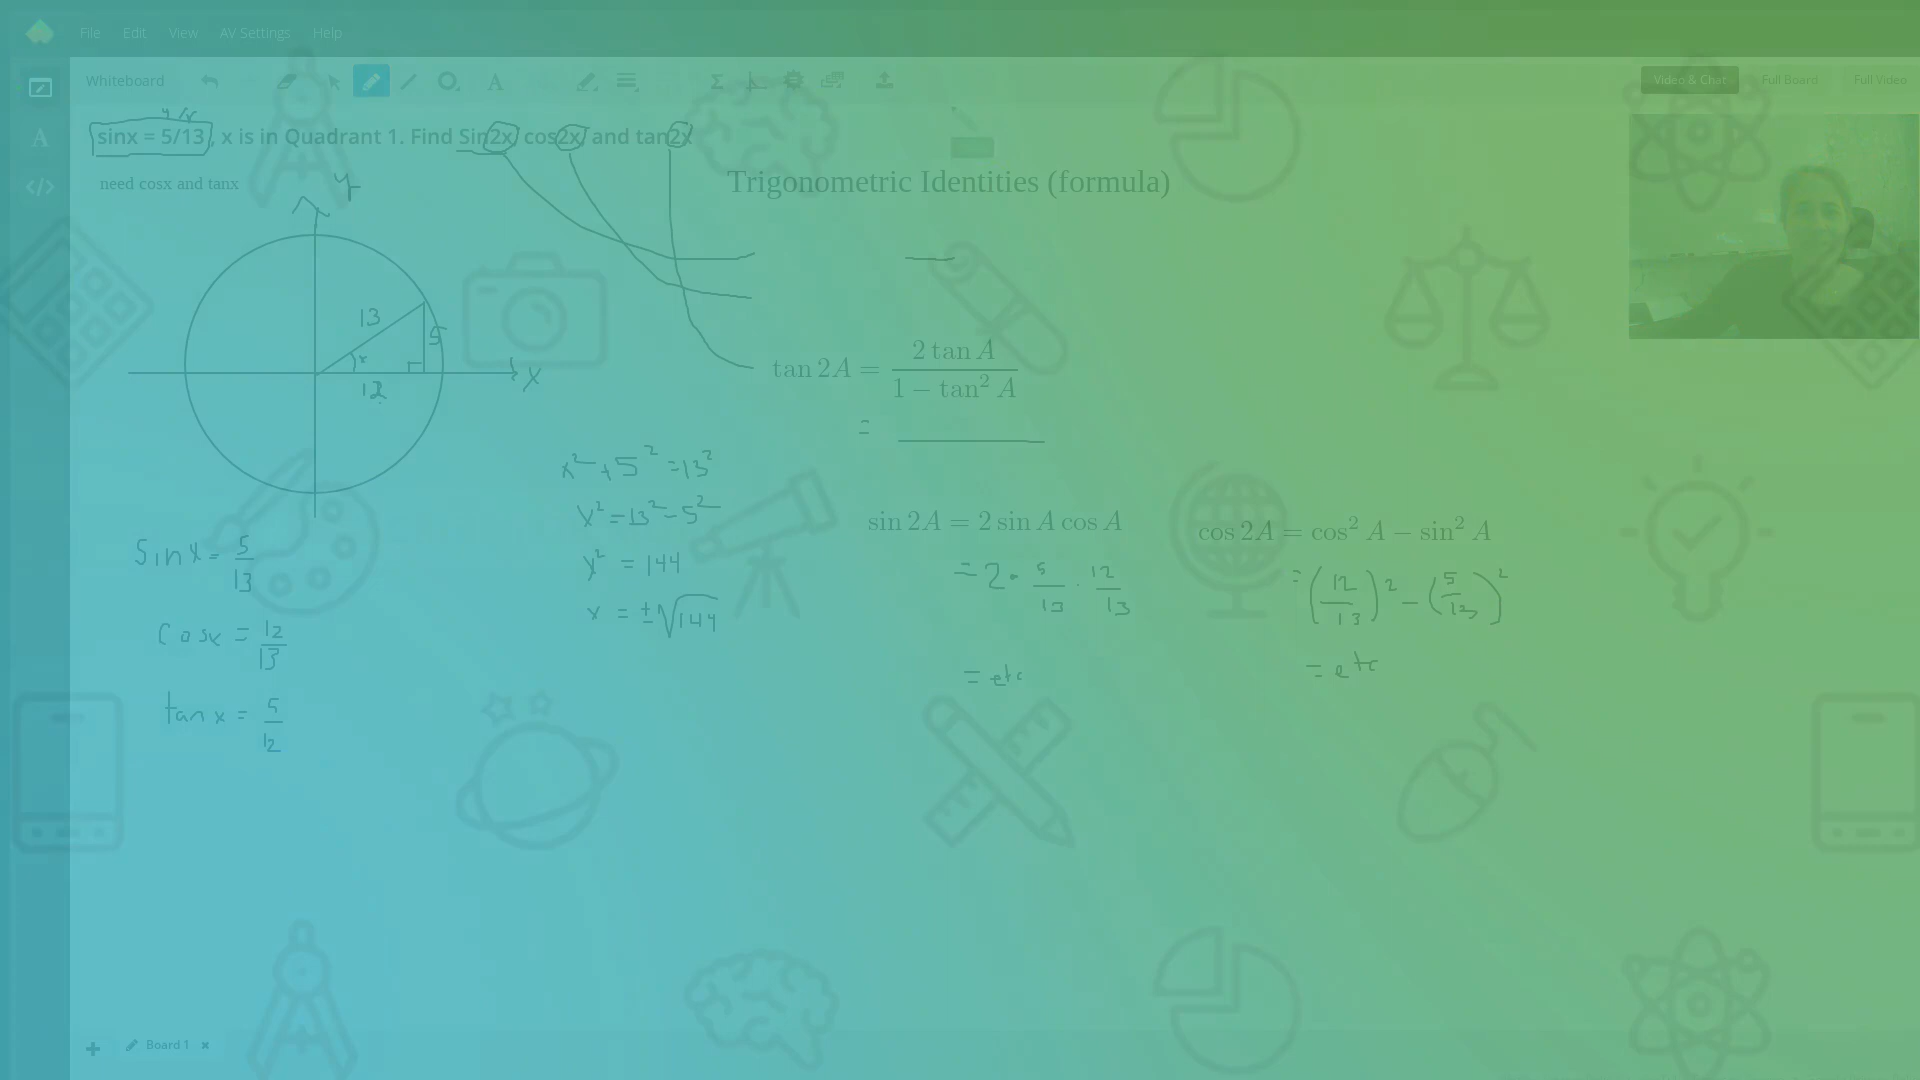 File Edit View AV Settings Help
Whiteboard A Σ Video & Chat Full Board Full Video
y/r
sinx = 5/13, x is in Quadrant 1. Find Sin2x, cos2x, and tan2x
A
</>
need cosx and tanx
Trigonometric Identities (formula)
y
13
5
x
12
x
tan 2A = 2 tan A / 1 − tan² A
=
x² + 5² = 13²
x² = 13² − 5²
x² = 144
x = ±√144
sin 2A = 2 sin A cos A
= 2 · 5/13 · 12/13
= etc
cos 2A = cos² A − sin² A
= (12/13)² − (5/13)²
= etc
Sinx = 5/13
Cosx = 12/13
tanx = 5/12
+ Board 1 ×